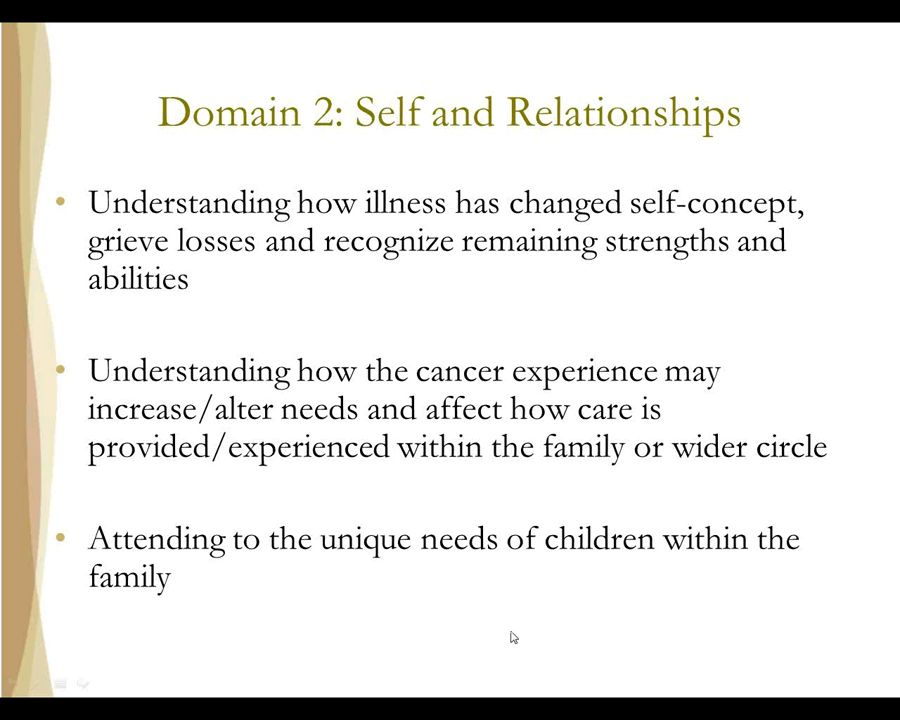 Domain 2: Self and Relationships
• Understanding how illness has changed self-concept,
grieve losses and recognize remaining strengths and
abilities
• Understanding how the cancer experience may
increase/alter needs and affect how care is
provided/experienced within the family or wider circle
• Attending to the unique needs of children within the
family